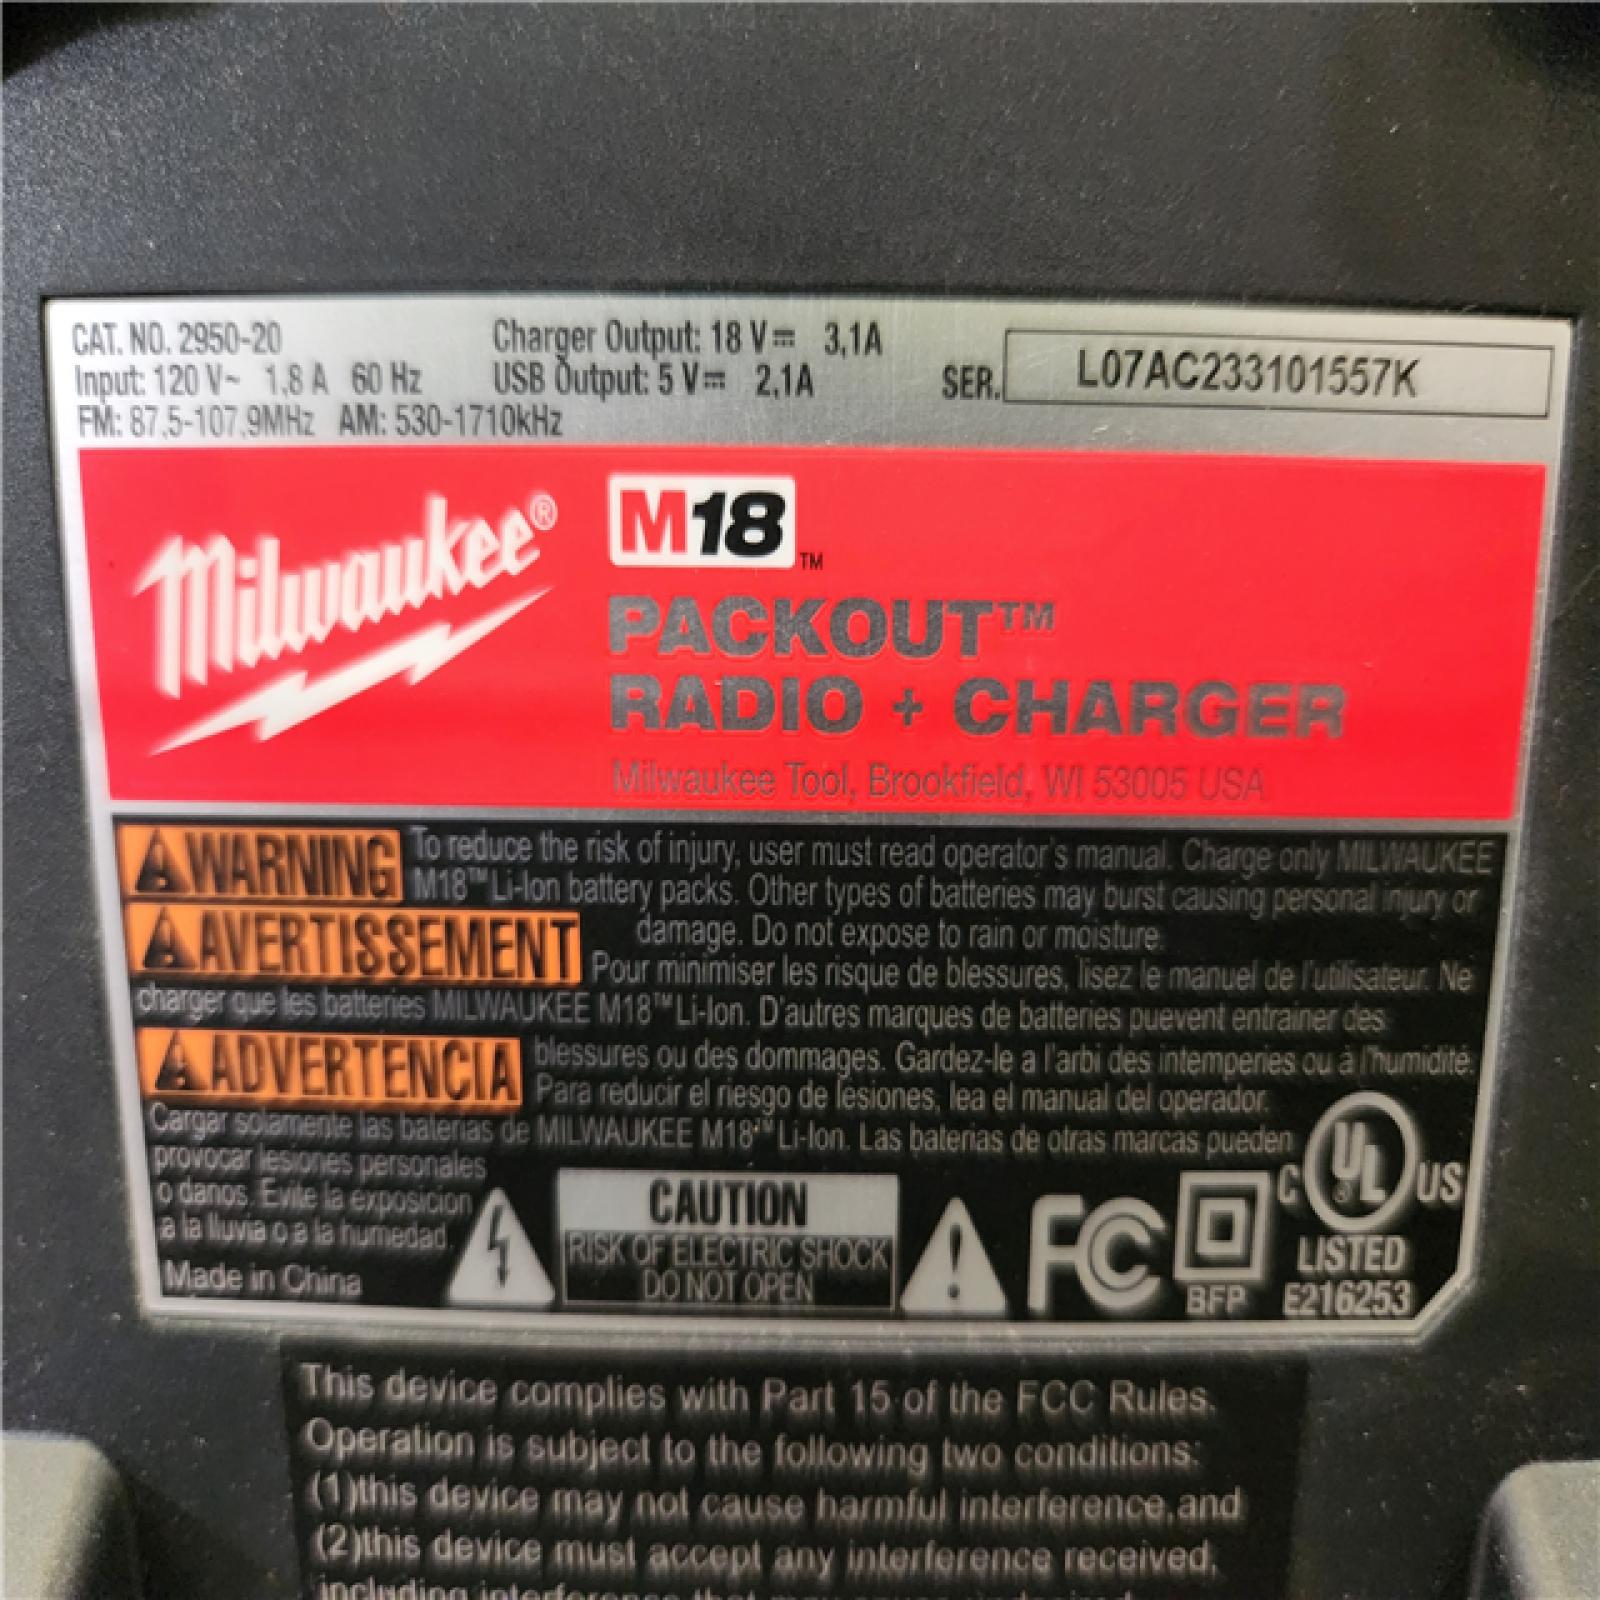 CAT. NO. 2950-20
Input: 120 V~ 1,8 A 60 Hz
FM: 87,5-107,9MHz AM: 530-1710kHz
Charger Output: 18 V⎓ 3,1A
USB Output: 5 V⎓ 2,1A
SER. L07AC233101557K
Milwaukee®
M18™
PACKOUT™
RADIO + CHARGER
Milwaukee Tool, Brookfield, WI 53005 USA
WARNING To reduce the risk of injury, user must read operator's manual. Charge only MILWAUKEE
M18™ Li-Ion battery packs. Other types of batteries may burst causing personal injury or
damage. Do not expose to rain or moisture.
AVERTISSEMENT Pour minimiser les risque de blessures, lisez le manuel de l'utilisateur. Ne
charger que les batteries MILWAUKEE M18™ Li-Ion. D'autres marques de batteries puevent entrainer des
blessures ou des dommages. Gardez-le a l'arbi des intemperies ou à l'humidité.
ADVERTENCIA Para reducir el riesgo de lesiones, lea el manual del operador.
Cargar solamente las baterias de MILWAUKEE M18™ Li-Ion. Las baterias de otras marcas pueden
provocar lesiones personales
o danos. Evite la exposicion
a la lluvia o a la humedad.
Made in China
CAUTION
RISK OF ELECTRIC SHOCK
DO NOT OPEN
FC
BFP
C UL US
®
LISTED
E216253
This device complies with Part 15 of the FCC Rules.
Operation is subject to the following two conditions:
(1)this device may not cause harmful interference,and
(2)this device must accept any interference received,
including interference that may cause undesired